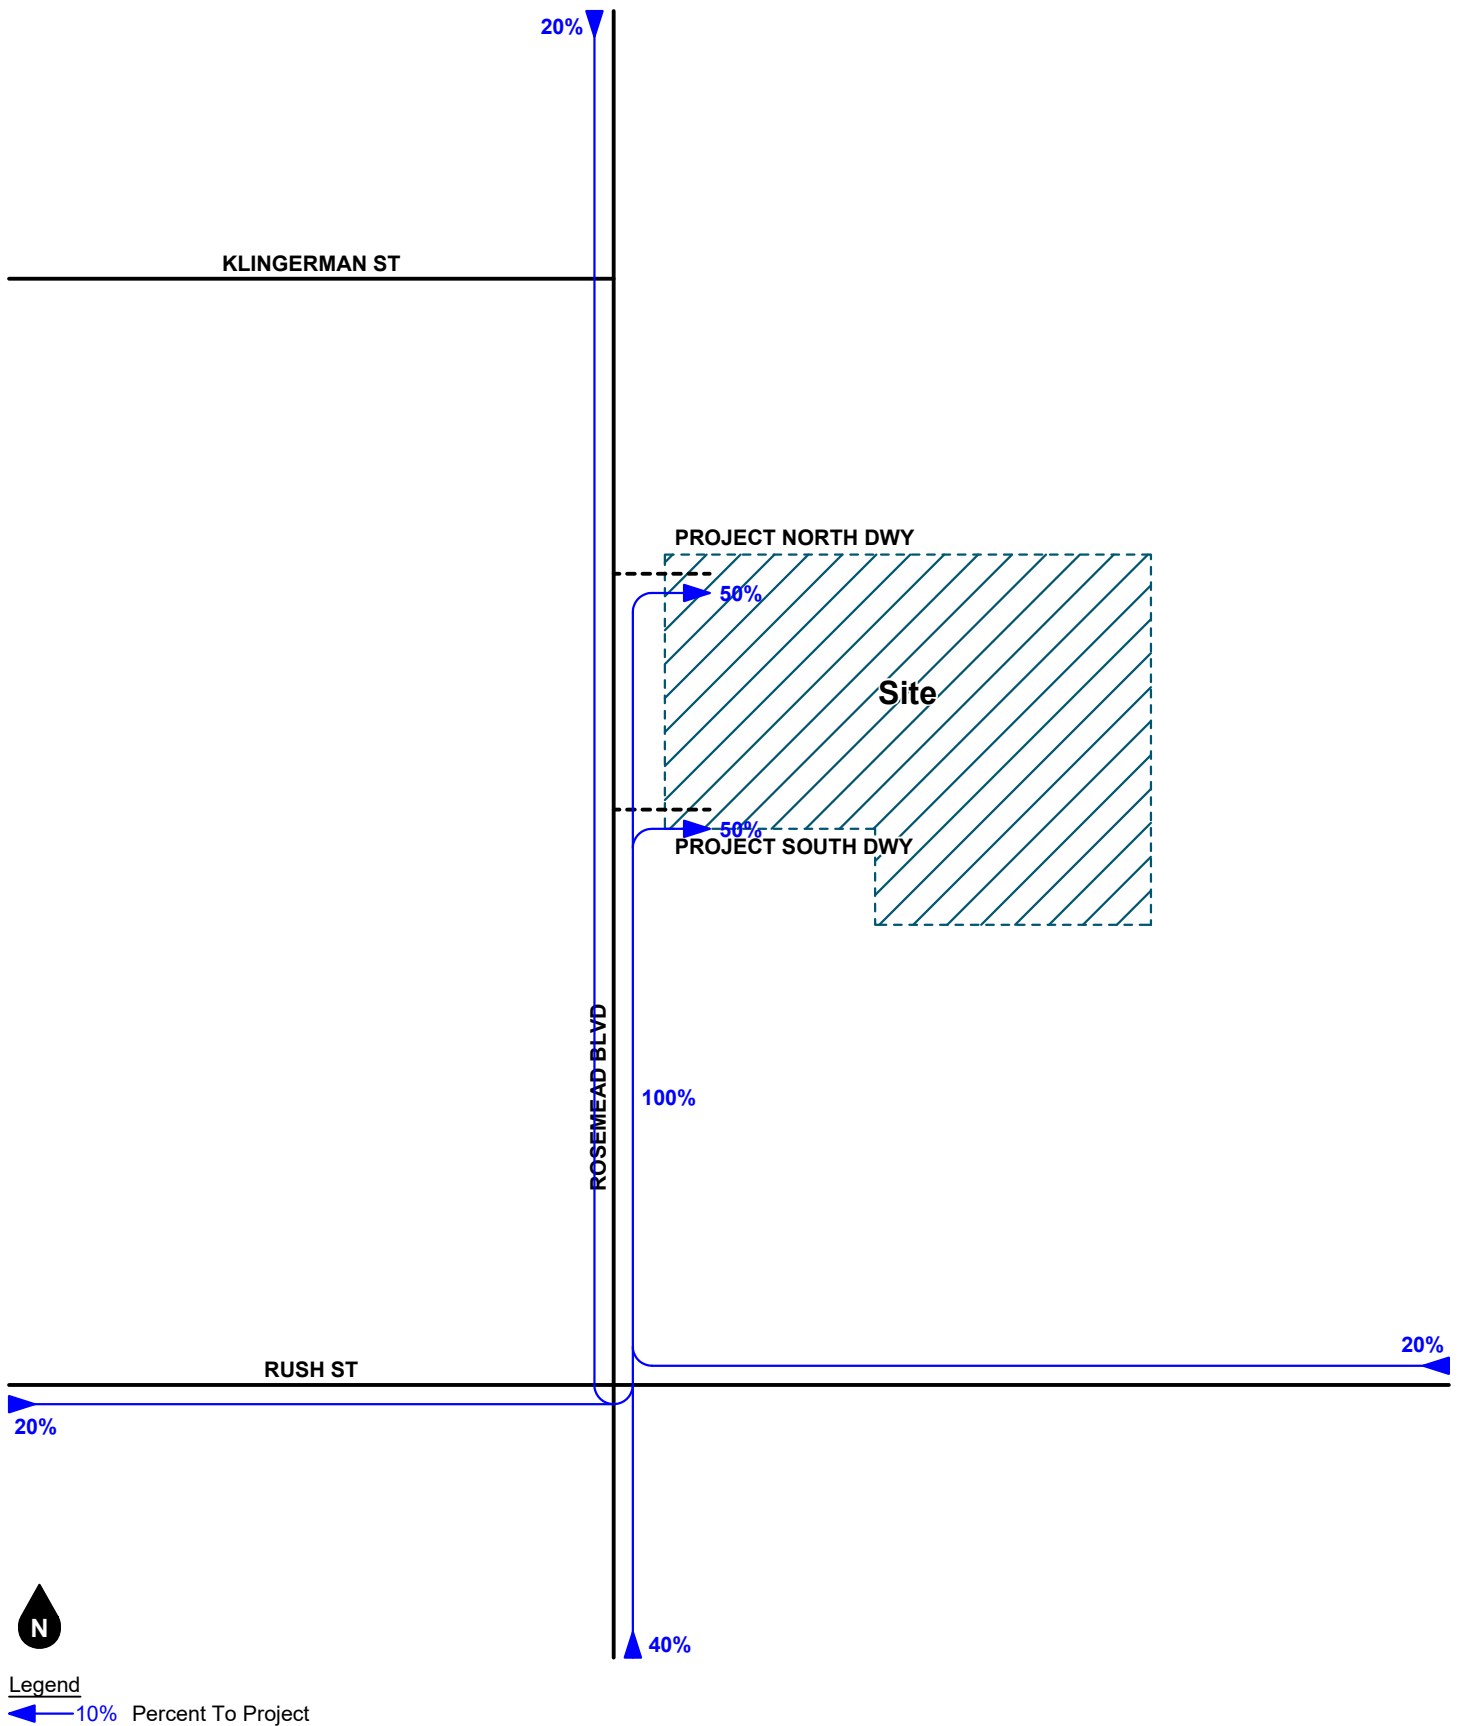 20%
KLINGERMAN ST
PROJECT NORTH DWY
50%
Site
50%
PROJECT SOUTH DWY
ROSEMEAD BLVD
100%
20%
RUSH ST
20%
N
40%
Legend
10% Percent To Project